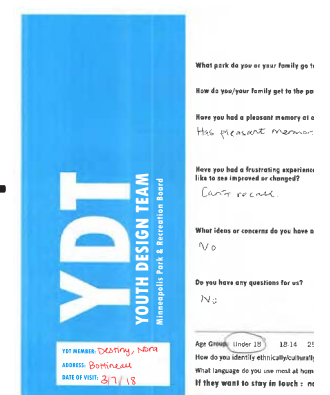 YDT
YOUTH DESIGN TEAM
Minneapolis Park & Recreation Board
YDT MEMBER: Destiny, Nora
ADDRESS: Bottineau
DATE OF VISIT: 3/7/18
What park do you or your family go t
How do you/your family get to the pa
Have you had a pleasant memory at a
Has pleasant memor
Have you had a frustrating experience
like to see improved or changed?
Can't recall.
What ideas or concerns do you have a
No
Do you have any questions for us?
No
Age Group: Under 18 18-14 25
How do you identify ethnically/culturally
What language do you use most at hom
If they want to stay in touch : n